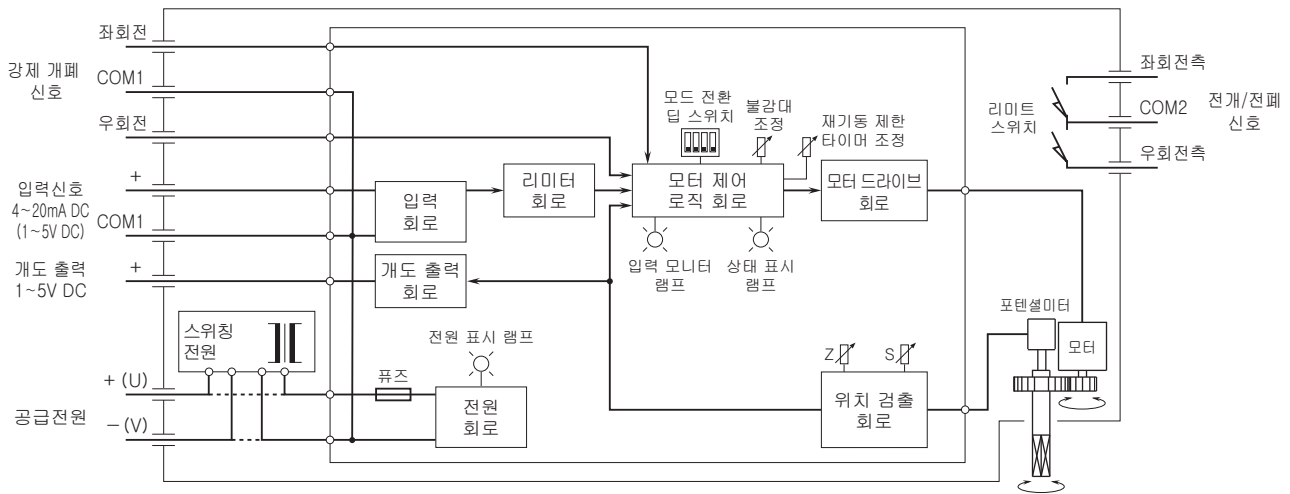 좌회전
강제 개폐
신호
COM1
우회전
입력신호
4~20mA DC
(1~5V DC)
+
COM1
개도 출력
1~5V DC
+
스위칭
전원
공급전원
+ (U)
− (V)
퓨즈
전원 표시 램프
전원
회로
입력
회로
리미터
회로
개도 출력
회로
모드 전환
딥 스위치
불감대
조정
재기동 제한
타이머 조정
모터 제어
로직 회로
모터 드라이브
회로
입력 모니터
램프
상태 표시
램프
Z
S
위치 검출
회로
포텐셜미터
모터
리미트
스위치
좌회전측
COM2
우회전측
전개/전폐
신호